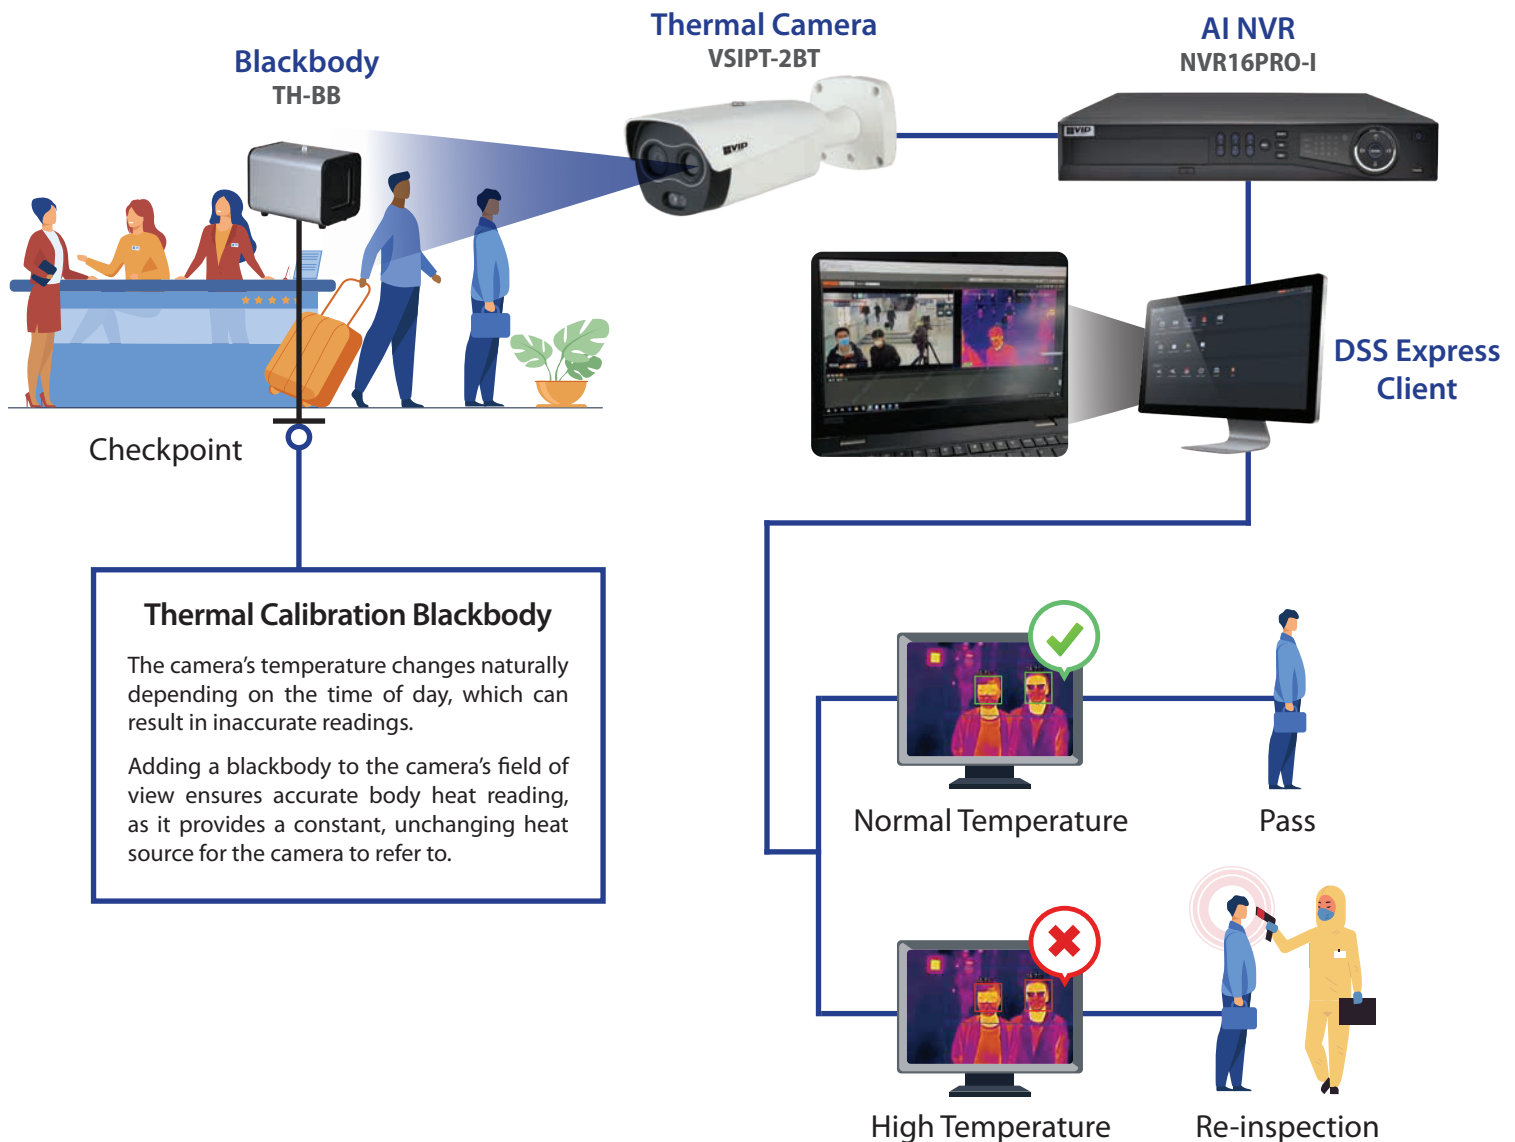 Thermal Camera
VSIPT-2BT
AI NVR
NVR16PRO-I
Blackbody
TH-BB
VIP
VIP
DSS Express
Client
Checkpoint
Thermal Calibration Blackbody
The camera’s temperature changes naturally
depending on the time of day, which can
result in inaccurate readings.
Adding a blackbody to the camera’s field of
view ensures accurate body heat reading,
as it provides a constant, unchanging heat
source for the camera to refer to.
Normal Temperature
Pass
High Temperature
Re-inspection